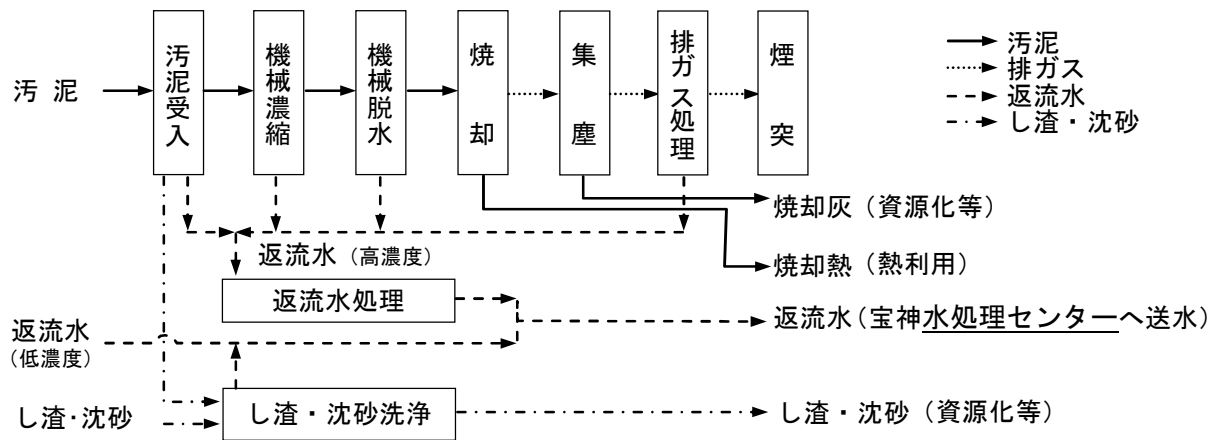 汚泥
汚泥受入
機械濃縮
機械脱水
焼却
集塵
排ガス処理
煙突
汚泥
排ガス
返流水
し渣・沈砂
焼却灰（資源化等）
返流水（高濃度）
焼却熱（熱利用）
返流水処理
返流水（宝神水処理センターへ送水）
返流水
（低濃度）
し渣・沈砂
し渣・沈砂洗浄
し渣・沈砂（資源化等）